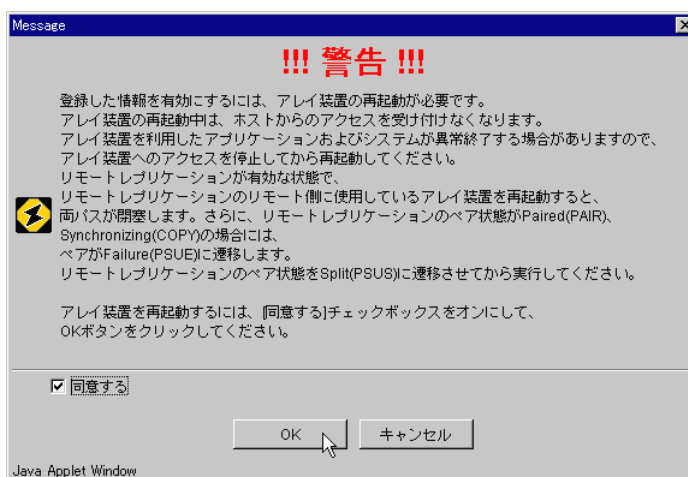 Message
!!! 警告 !!!
登録した情報を有効にするには、アレイ装置の再起動が必要です。
アレイ装置の再起動中は、ホストからのアクセスを受け付けなくなります。
アレイ装置を利用したアプリケーションおよびシステムが異常終了する場合がありますので、
アレイ装置へのアクセスを停止してから再起動してください。
リモートレプリケーションが有効な状態で、
リモートレプリケーションのリモート側に使用しているアレイ装置を再起動すると、
両パスが閉塞します。さらに、リモートレプリケーションのペア状態がPaired(PAIR)、
Synchronizing(COPY)の場合には、
ペアがFailure(PSUE)に遷移します。
リモートレプリケーションのペア状態をSplit(PSUS)に遷移させてから実行してください。
アレイ装置を再起動するには、[同意する]チェックボックスをオンにして、
OKボタンをクリックしてください。
同意する
OK キャンセル
Java Applet Window